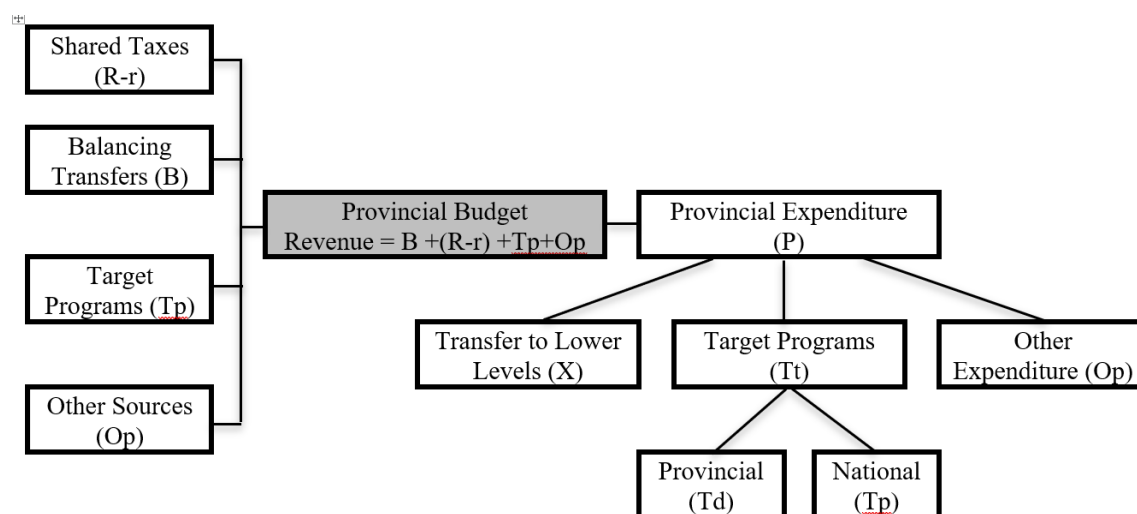 Shared Taxes
(R-r)
Balancing
Transfers (B)
Target
Programs (Tp)
Other Sources
(Op)
Provincial Budget
Revenue = B +(R-r) +Tp+Op
Provincial Expenditure
(P)
Transfer to Lower
Levels (X)
Target Programs
(Tt)
Other
Expenditure (Op)
Provincial
(Td)
National
(Tp)